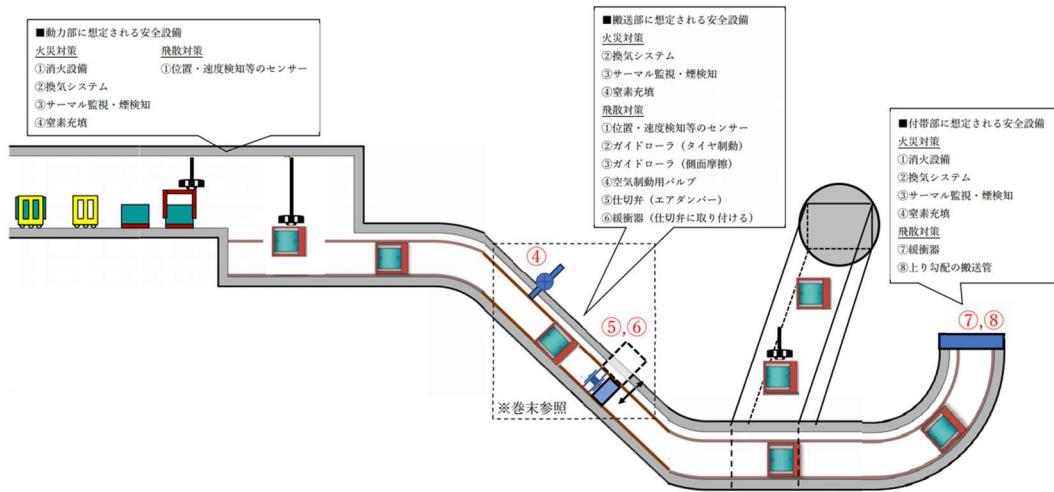 ■動力部に想定される安全設備
火災対策
①消火設備
②換気システム
③サーマル監視・煙検知
④窒素充填
飛散対策
①位置・速度検知等のセンサー
■搬送部に想定される安全設備
火災対策
②換気システム
③サーマル監視・煙検知
④窒素充填
飛散対策
①位置・速度検知等のセンサー
②ガイドローラ（タイヤ制動）
③ガイドローラ（側面摩擦）
④空気制動用バルブ
⑤仕切弁（エアダンパー）
⑥緩衝器（仕切弁に取り付ける）
■付帯部に想定される安全設備
火災対策
①消火設備
②換気システム
③サーマル監視・煙検知
④窒素充填
飛散対策
⑦緩衝器
⑧上り勾配の搬送管
④
⑤,⑥
⑦,⑧
※巻末参照